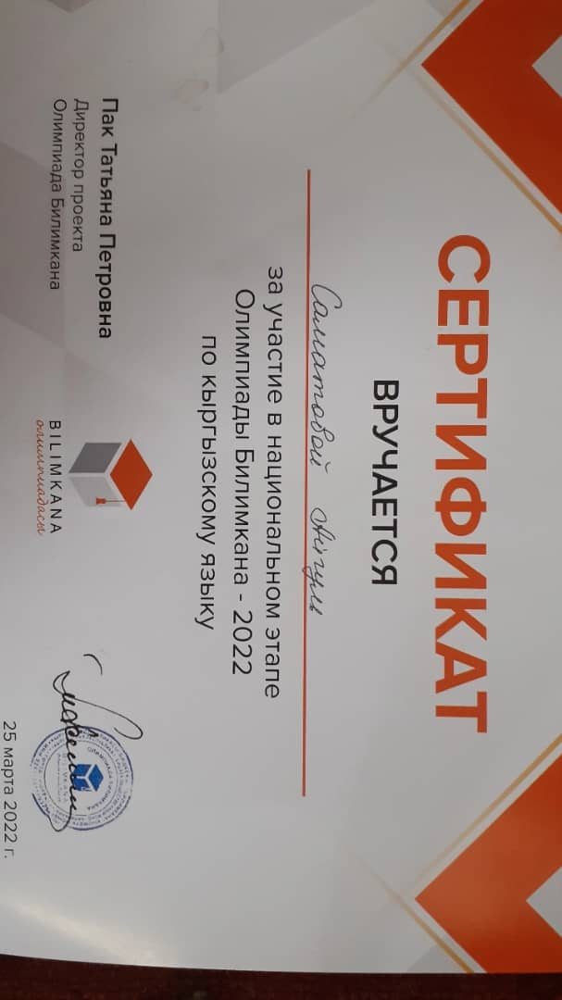 СЕРТИФИКАТ
ВРУЧАЕТСЯ
Саматовой Айгуль
за участие в национальном этапе
Олимпиады Билимкана - 2022
по кыргызскому языку
Пак Татьяна Петровна
Директор проекта
Олимпиада Билимкана
BILIMKANA
олимпиадасы
25 марта 2022 г.